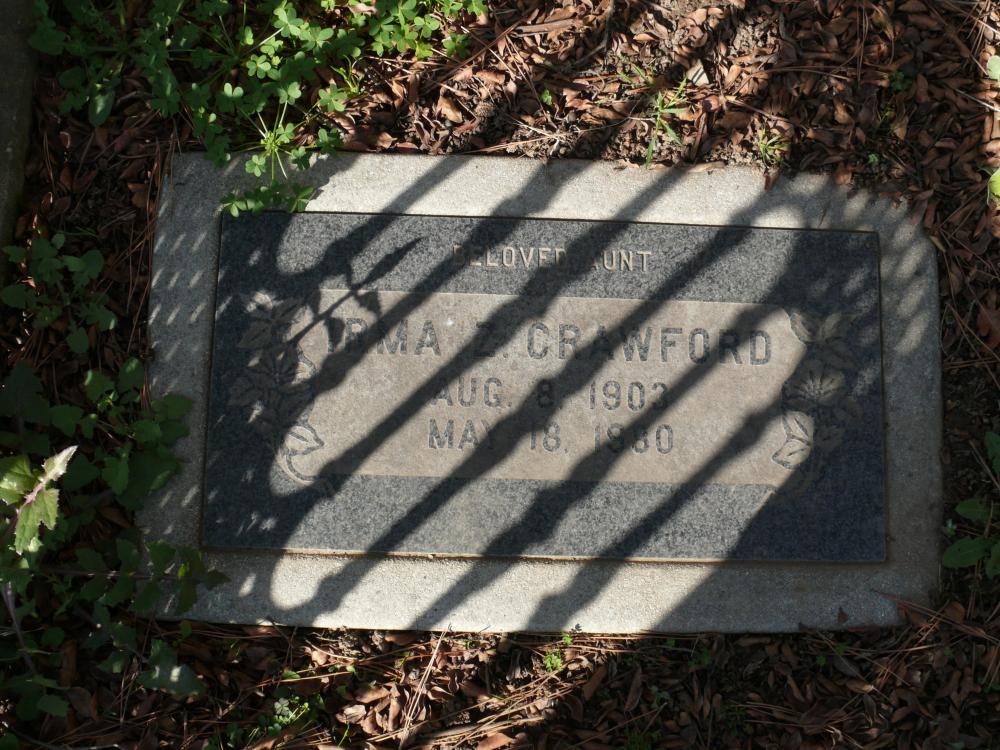 BELOVED AUNT
IRMA Z. CRAWFORD
AUG. 8, 1903
MAY 18, 1980